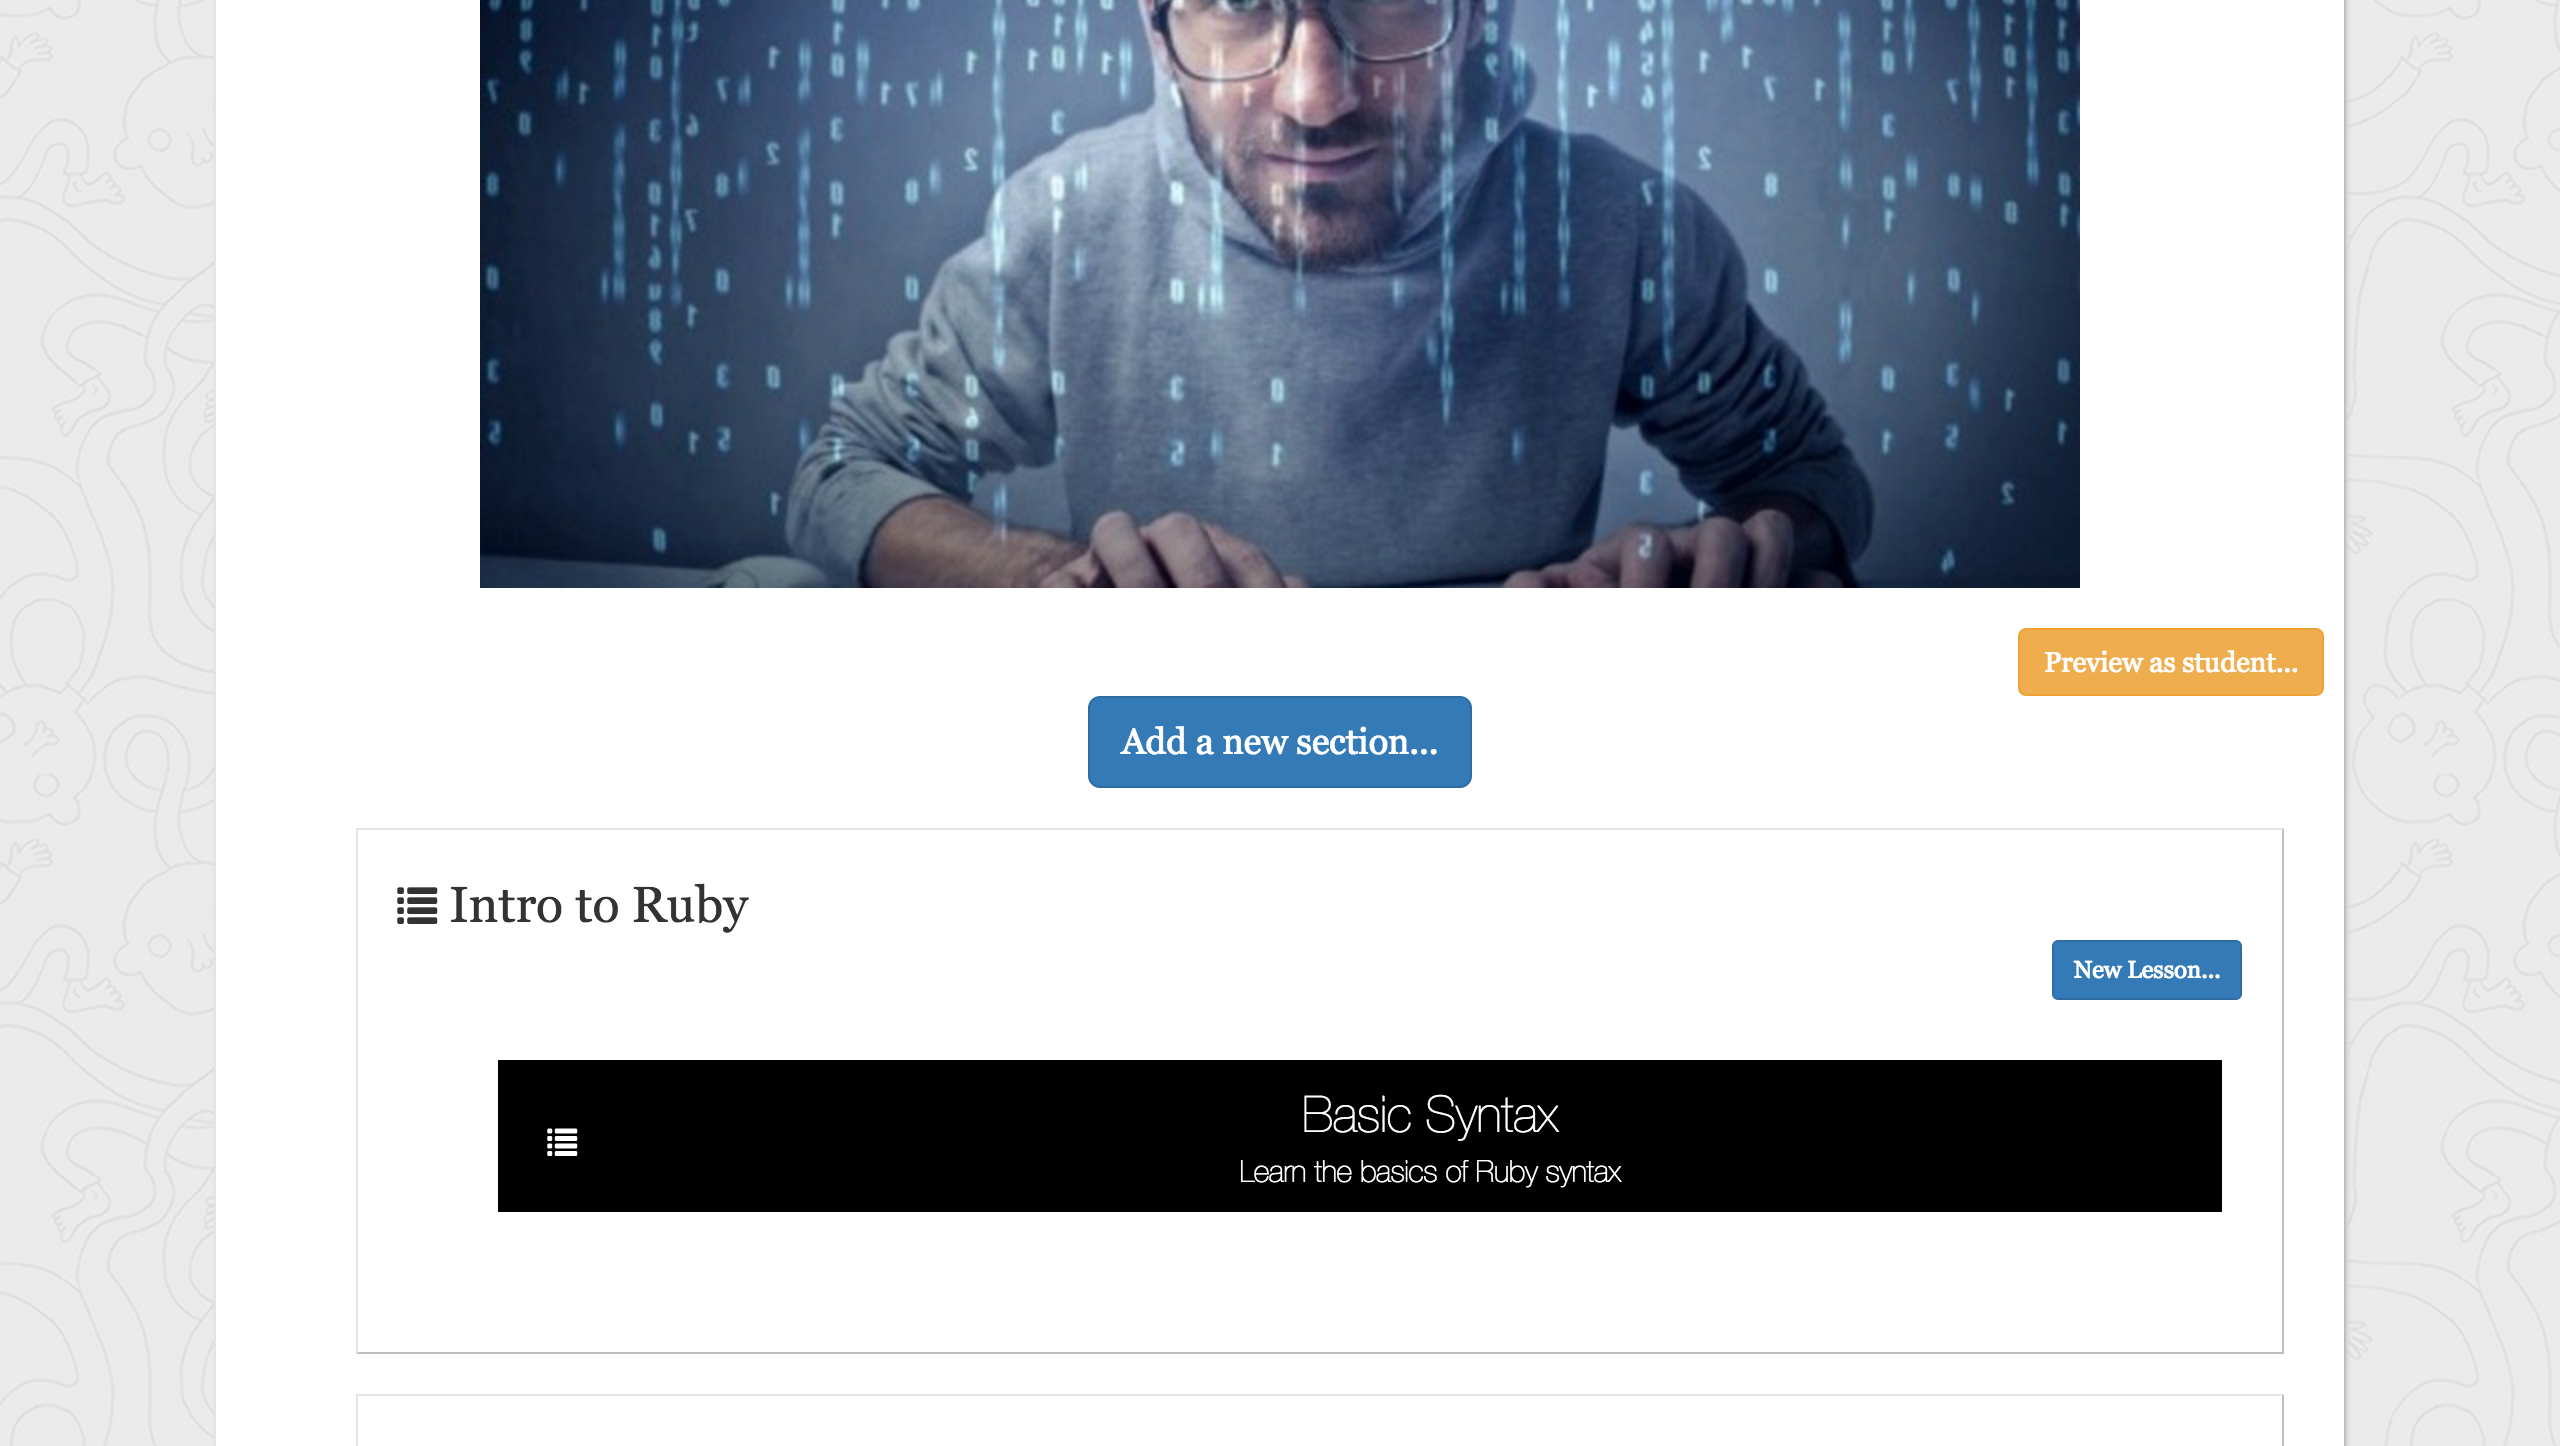 Preview as student...
Add a new section...
Intro to Ruby
New Lesson...
Basic Syntax
Learn the basics of Ruby syntax